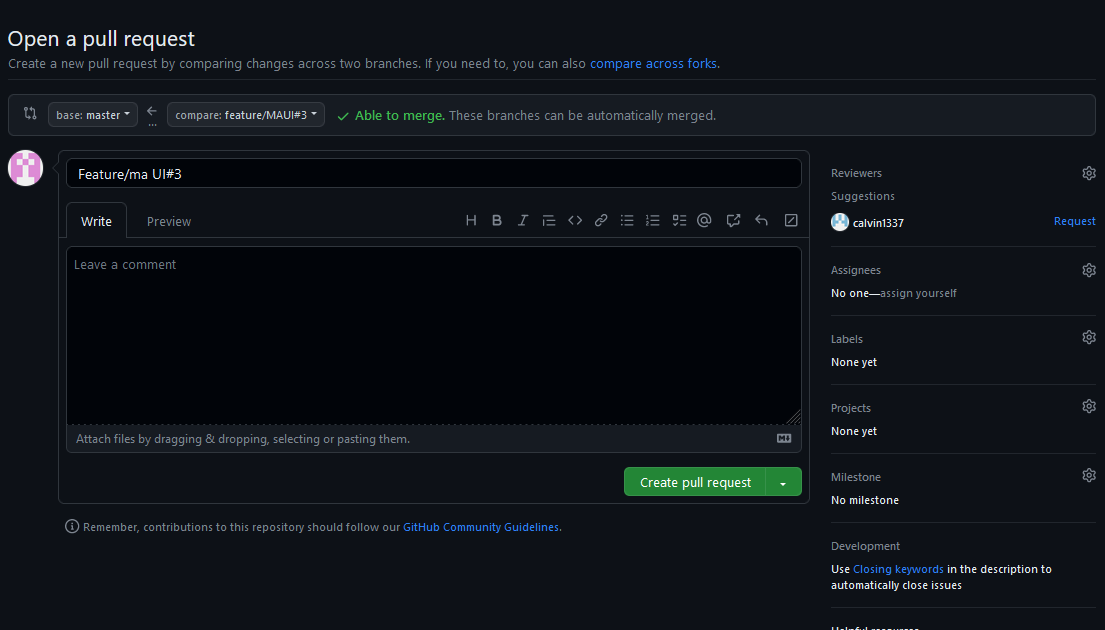 Open a pull request
Create a new pull request by comparing changes across two branches. If you need to, you can also compare across forks.
base: master
...
compare: feature/MAUI#3
Able to merge. These branches can be automatically merged.
Feature/ma UI#3
Write
Preview
Leave a comment
Attach files by dragging & dropping, selecting or pasting them.
Create pull request
Remember, contributions to this repository should follow our GitHub Community Guidelines.
Reviewers
Suggestions
calvin1337
Request
Assignees
No one—assign yourself
Labels
None yet
Projects
None yet
Milestone
No milestone
Development
Use Closing keywords in the description to
automatically close issues
Helpful resources